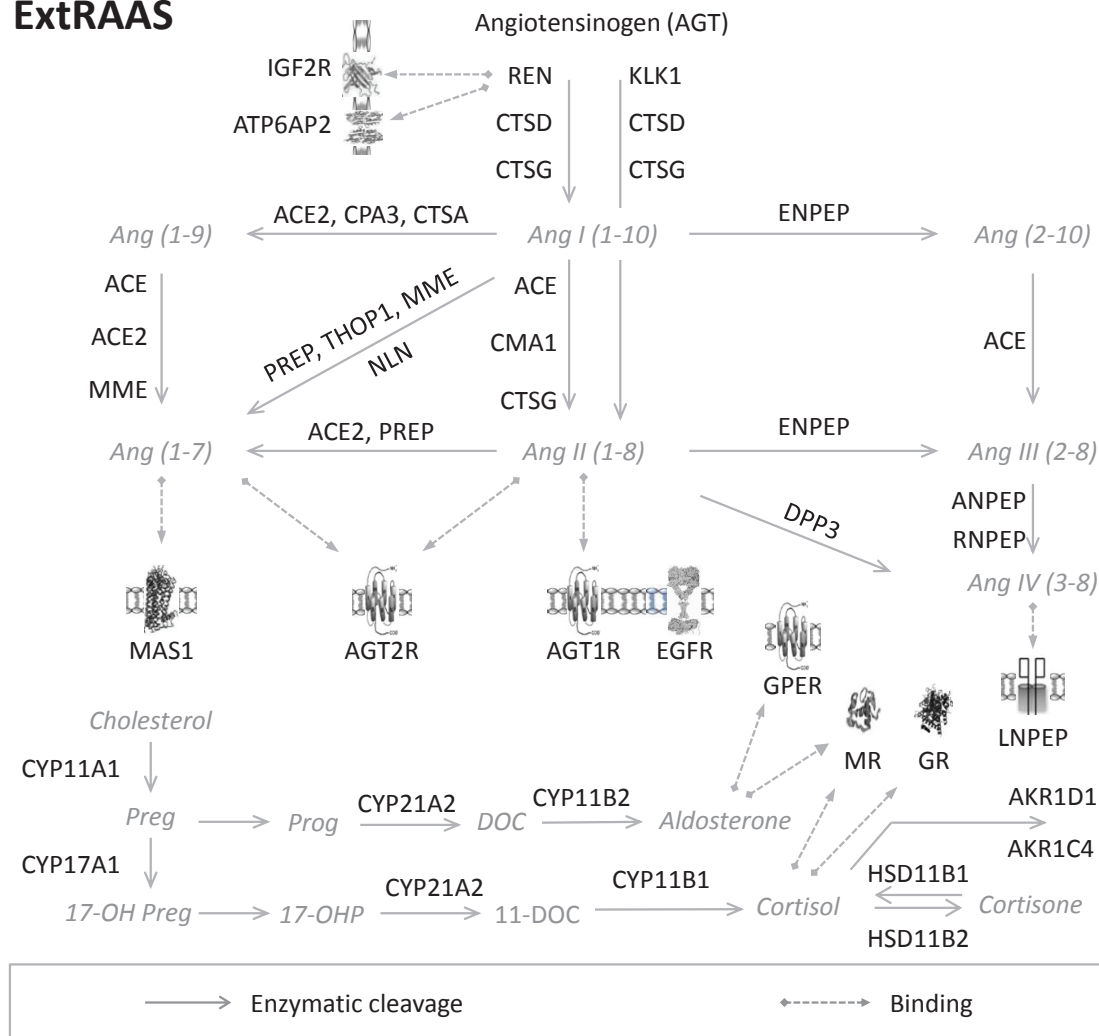 ExtRAAS
Angiotensinogen (AGT)
IGF2R
REN
KLK1
ATP6AP2
CTSD
CTSD
CTSG
CTSG
ACE2, CPA3, CTSA
ENPEP
Ang (1-9)
Ang I (1-10)
Ang (2-10)
ACE
ACE2
MME
PREP, THOP1, MME
NLN
ACE
CMA1
CTSG
ACE
ACE2, PREP
ENPEP
Ang (1-7)
Ang II (1-8)
Ang III (2-8)
DPP3
ANPEP
RNPEP
Ang IV (3-8)
MAS1
AGT2R
AGT1R
EGFR
GPER
MR
GR
LNPEP
Cholesterol
CYP11A1
Preg
Prog
CYP21A2
DOC
CYP11B2
Aldosterone
AKR1D1
AKR1C4
CYP17A1
17-OH Preg
17-OHP
CYP21A2
11-DOC
CYP11B1
Cortisol
HSD11B1
Cortisone
HSD11B2
Enzymatic cleavage
Binding